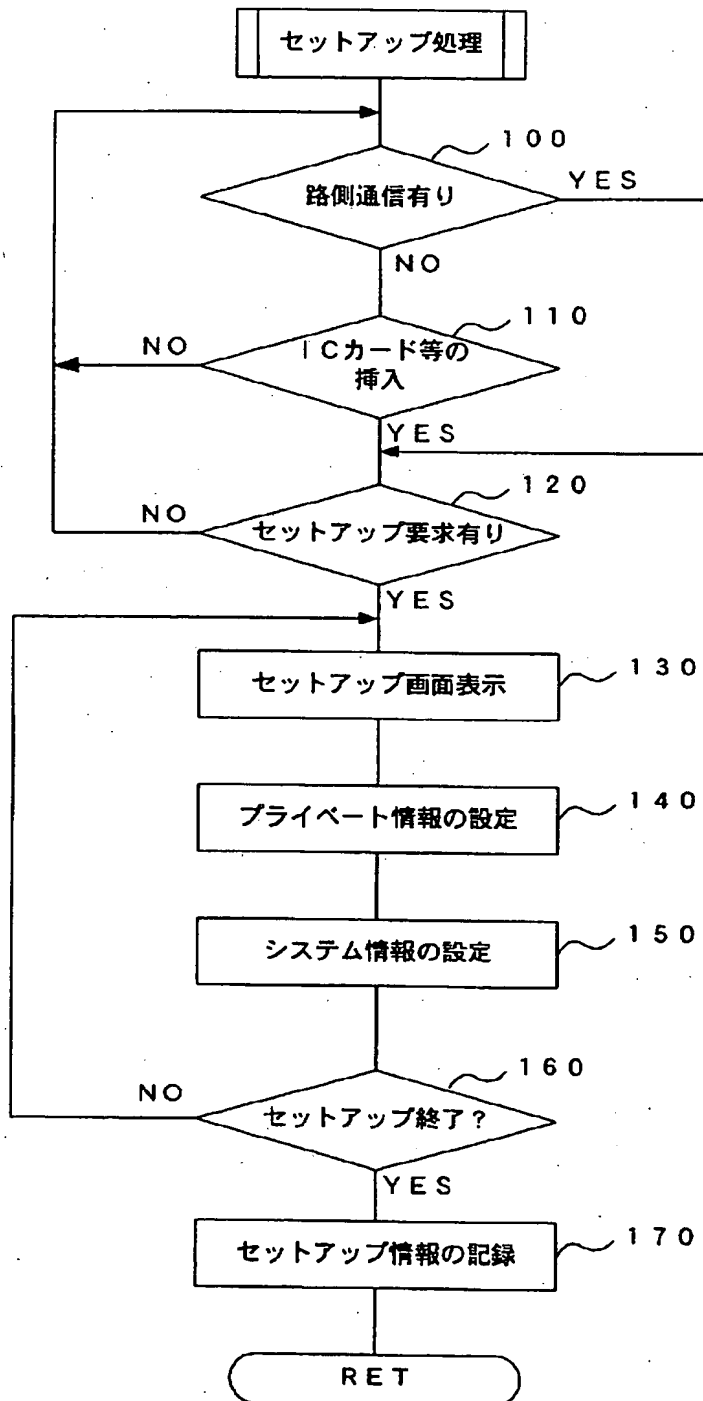 セットアップ処理
100
路側通信有り
YES
NO
110
NO
ICカード等の
挿入
YES
120
NO
セットアップ要求有り
YES
セットアップ画面表示
130
プライベート情報の設定
140
システム情報の設定
150
160
NO
セットアップ終了?
YES
セットアップ情報の記録
170
RET